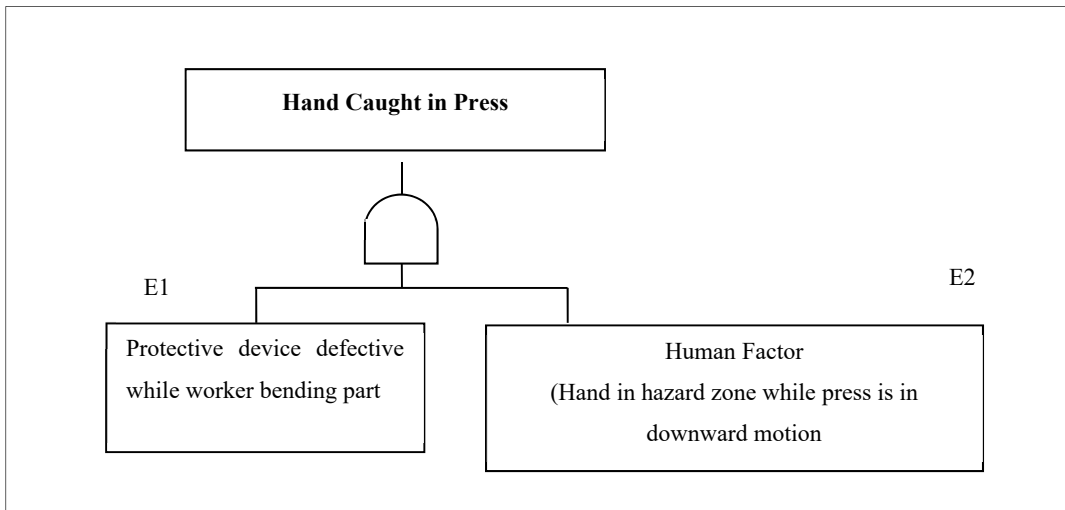 Hand Caught in Press
E1
E2
Protective device defective
while worker bending part
Human Factor
(Hand in hazard zone while press is in
downward motion